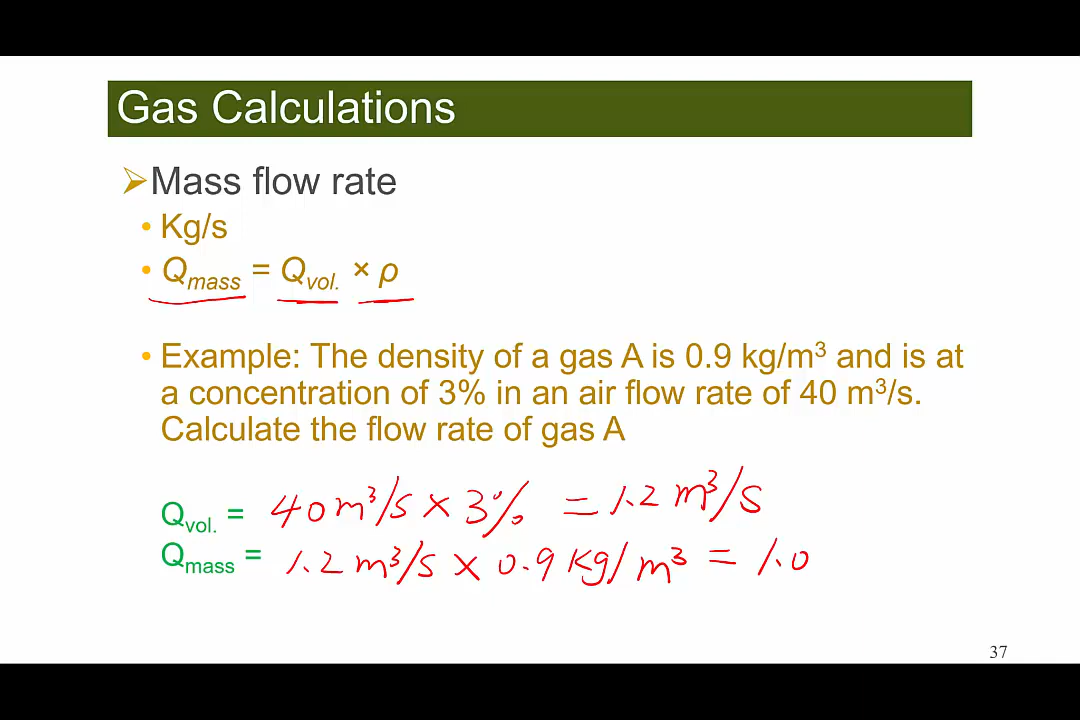 Gas Calculations
➢Mass flow rate
• Kg/s
• Qmass = Qvol. × ρ
• Example: The density of a gas A is 0.9 kg/m³ and is at
a concentration of 3% in an air flow rate of 40 m³/s.
Calculate the flow rate of gas A
Qvol. = 40 m³/s × 3% = 1.2 m³/s
Qmass = 1.2 m³/s × 0.9 kg/m³ = 1.0
37